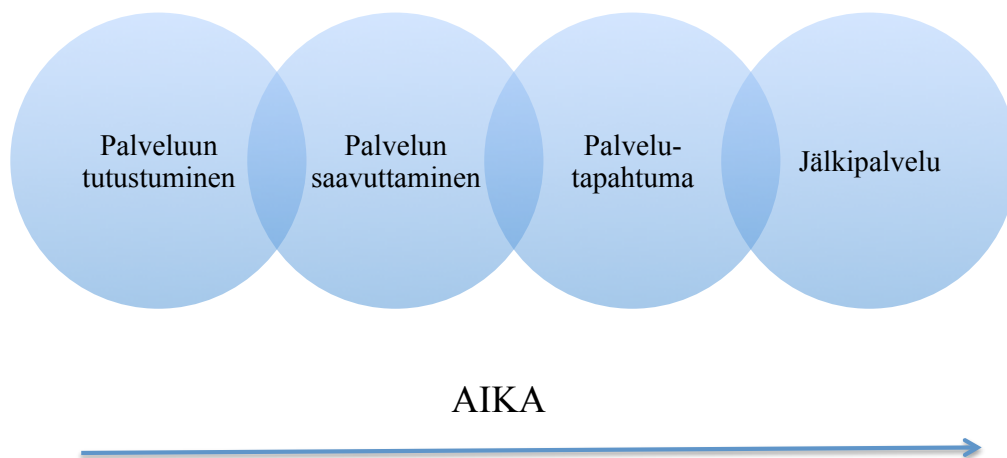 Palveluun
tutustuminen
Palvelun
saavuttaminen
Palvelu-
tapahtuma
Jälkipalvelu
AIKA